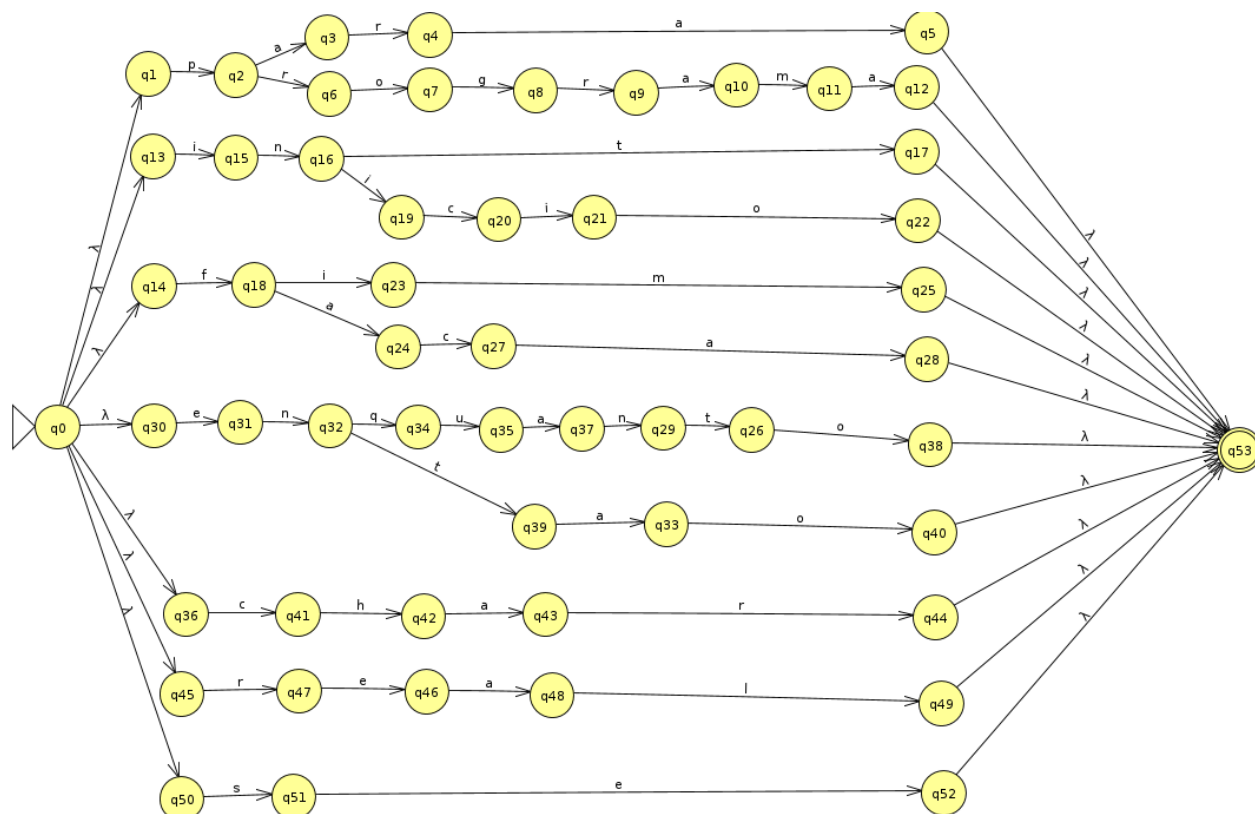 a
q3 r q4 q5
q1 p q2 a
r q6 o q7 g q8 r q9 a q10 m q11 a q12
q13 i q15 n q16 t q17
i q19 c q20 i q21 o q22
λ
λ
λ
λ
λ
λ
q14 f q18 i q23 m q25
a q24 c q27 a q28
λ
λ
λ
q0 λ q30 e q31 n q32 q q34 u q35 a q37 n q29 t q26 o q38 λ q53
t q39 a q33 o q40 λ
λ
λ
λ
q36 c q41 h q42 a q43 r q44 λ
q45 r q47 e q46 a q48 l q49 λ
q50 s q51 e q52 λ